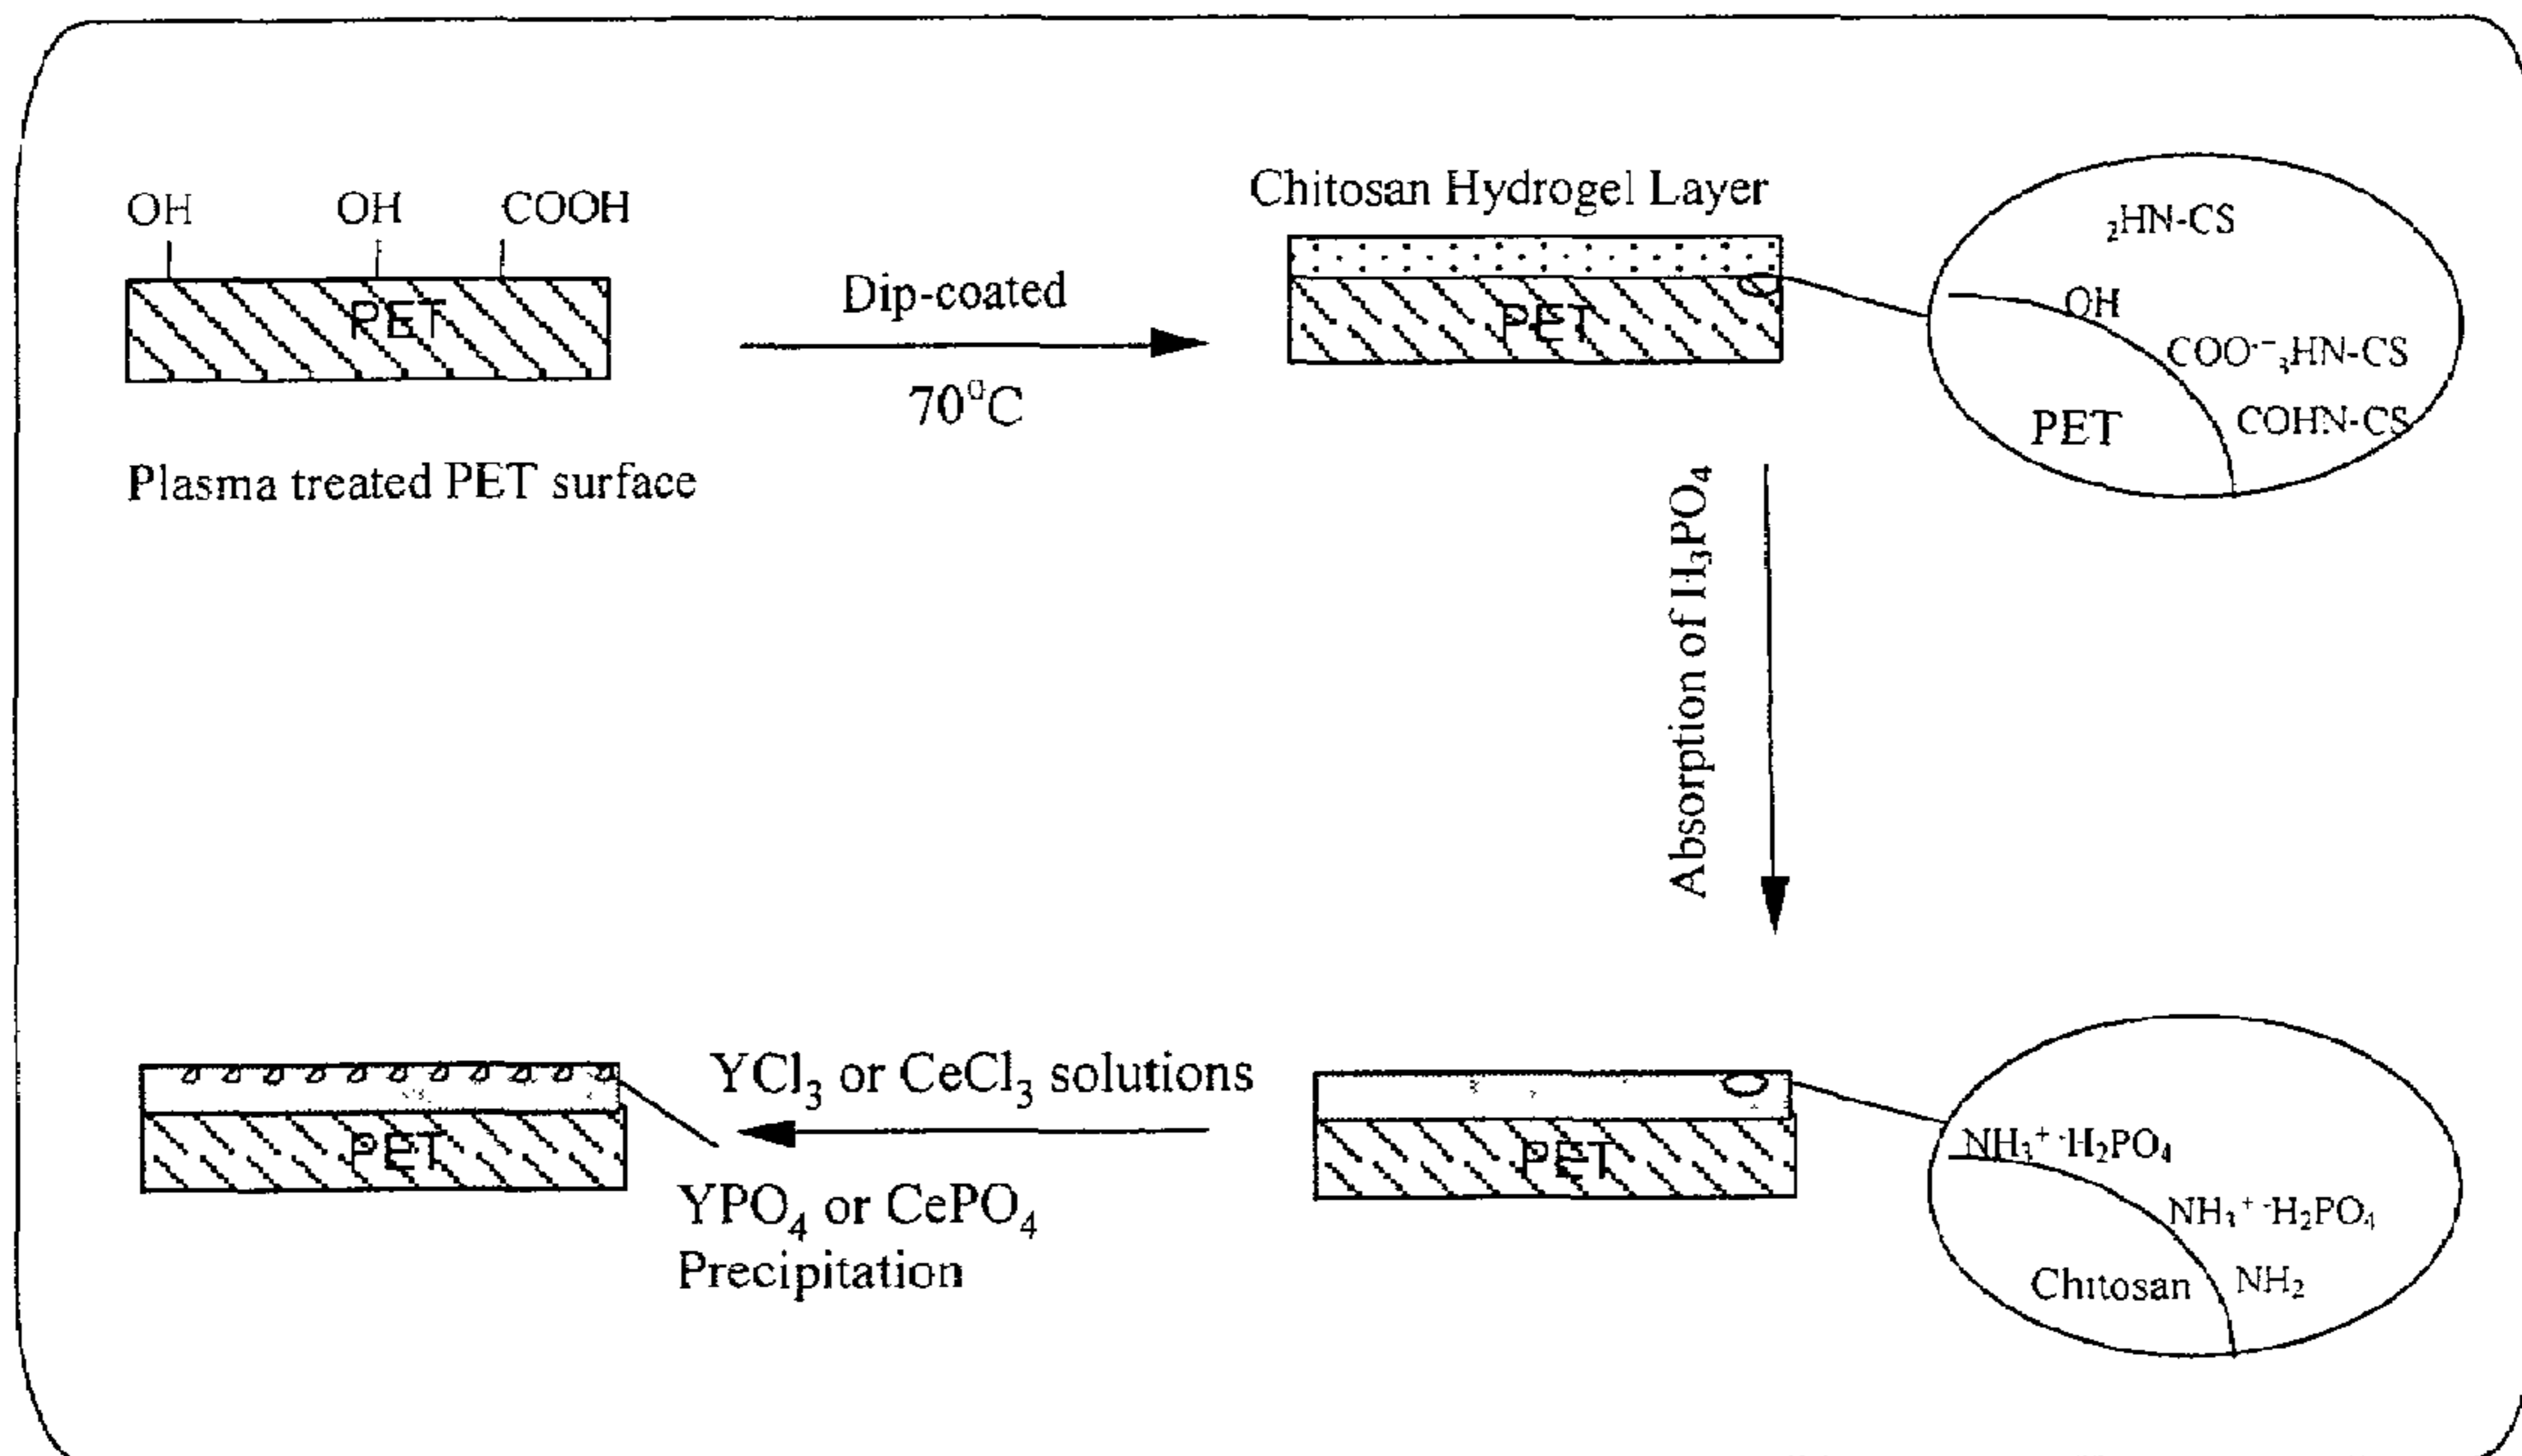 OH OH COOH
PET
Plasma treated PET surface
Dip-coated
70°C
Chitosan Hydrogel Layer
PET
₂HN-CS
OH
COO⁻₃HN-CS
COHN-CS
PET
Absorption of H₃PO₄
PET
NH₃⁺⁻H₂PO₄
NH₃⁺⁻H₂PO₄
NH₂
Chitosan
YCl₃ or CeCl₃ solutions
YPO₄ or CePO₄
Precipitation
PET